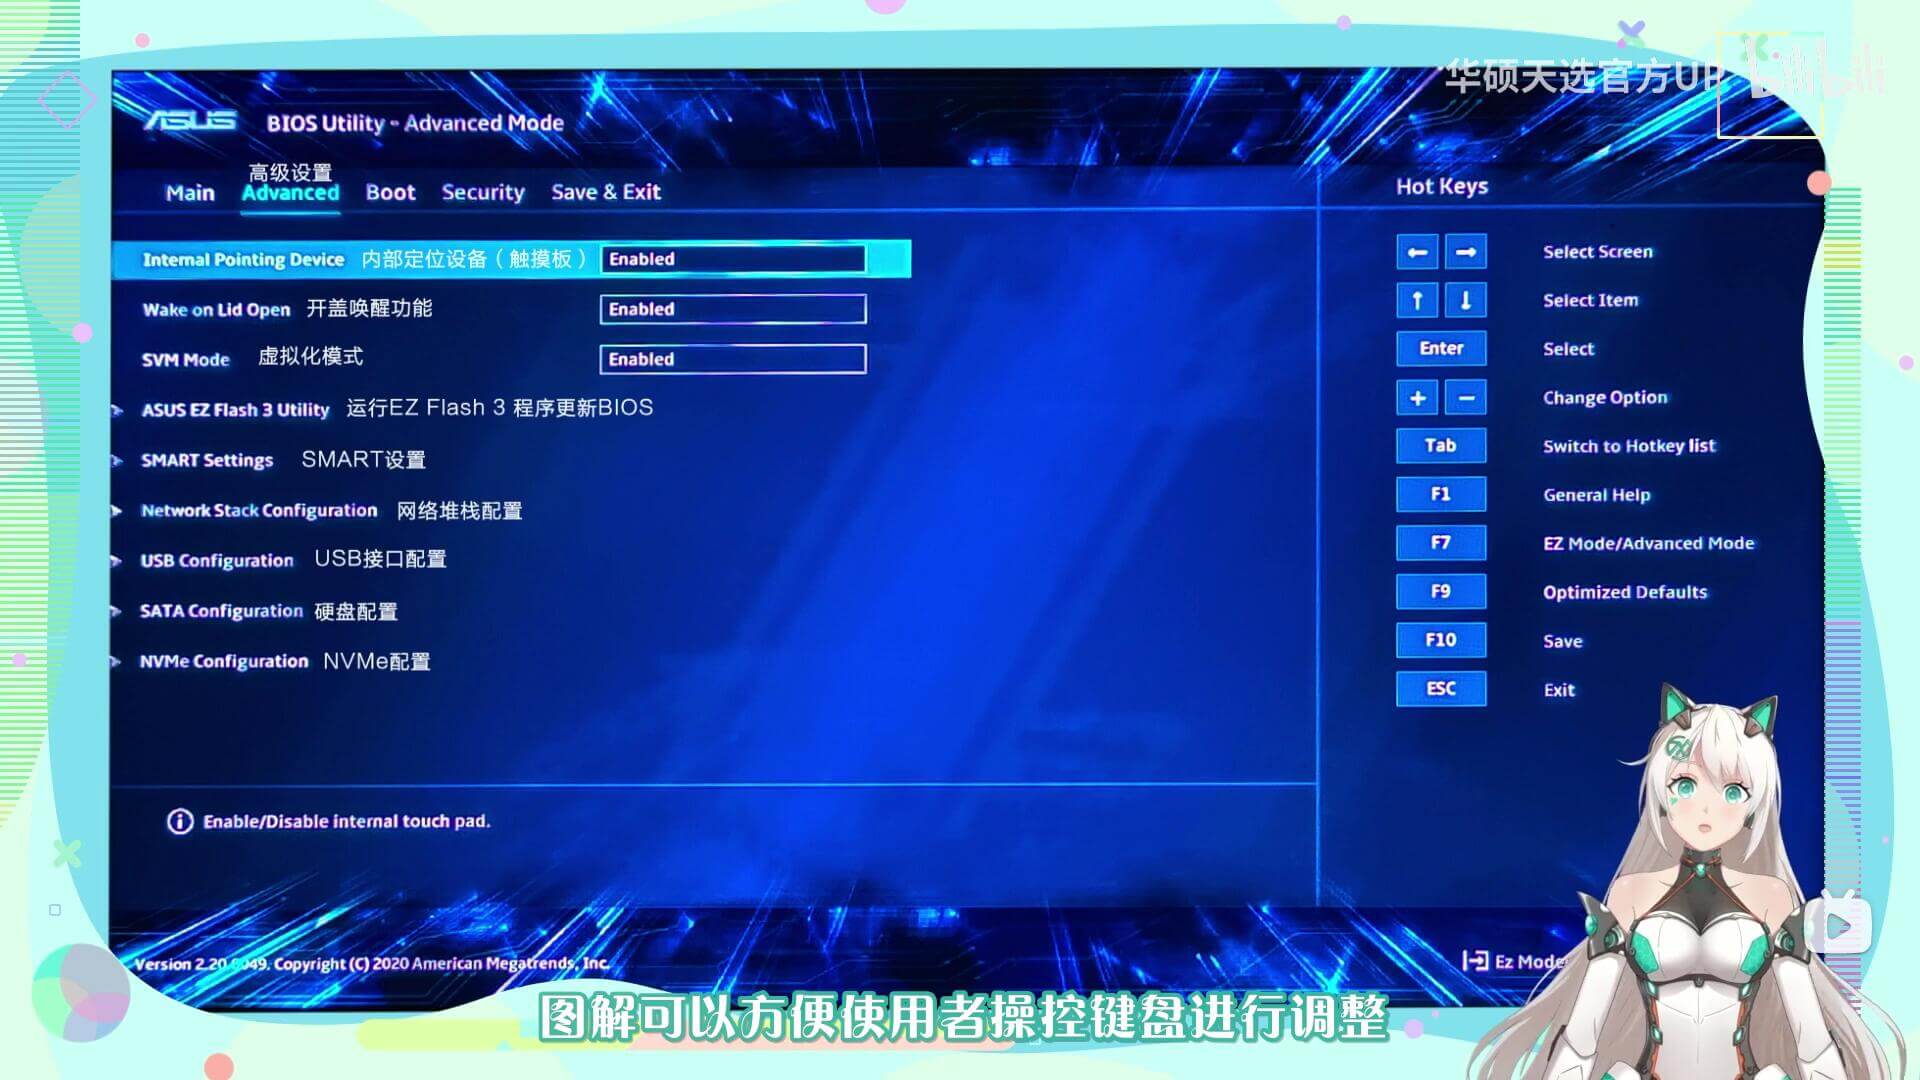 华硕天选官方UP
bilibili
ASUS BIOS Utility - Advanced Mode
高级设置
Main Advanced Boot Security Save & Exit
Internal Pointing Device 内部定位设备（触摸板） Enabled
Wake on Lid Open 开盖唤醒功能 Enabled
SVM Mode 虚拟化模式 Enabled
ASUS EZ Flash 3 Utility 运行EZ Flash 3 程序更新BIOS
SMART Settings SMART设置
Network Stack Configuration 网络堆栈配置
USB Configuration USB接口配置
SATA Configuration 硬盘配置
NVMe Configuration NVMe配置
Enable/Disable internal touch pad.
Hot Keys
← → Select Screen
↑ ↓ Select Item
Enter Select
+ − Change Option
Tab Switch to Hotkey list
F1 General Help
F7 EZ Mode/Advanced Mode
F9 Optimized Defaults
F10 Save
ESC Exit
Version Copyright (C) 2020 American Megatrends, Inc.
Ez Mode
图解可以方便使用者操控键盘进行调整